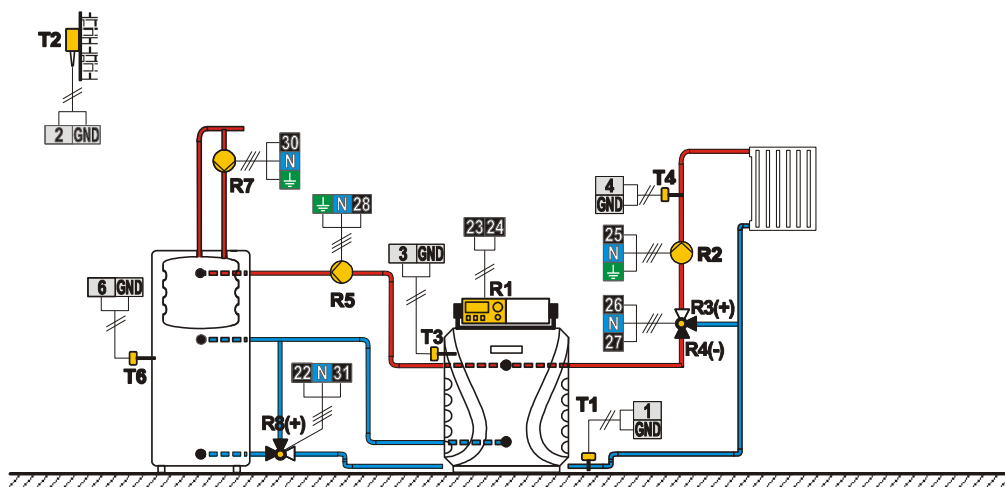 T2
2 GND
30
N
R7
N 28
4
GND
T4
23 24
25
N
R2
3 GND
6 GND
R5
R1
26
N
27
R3(+)
T3
R4(-)
T6
22 N 31
T1
1
GND
R8(+)